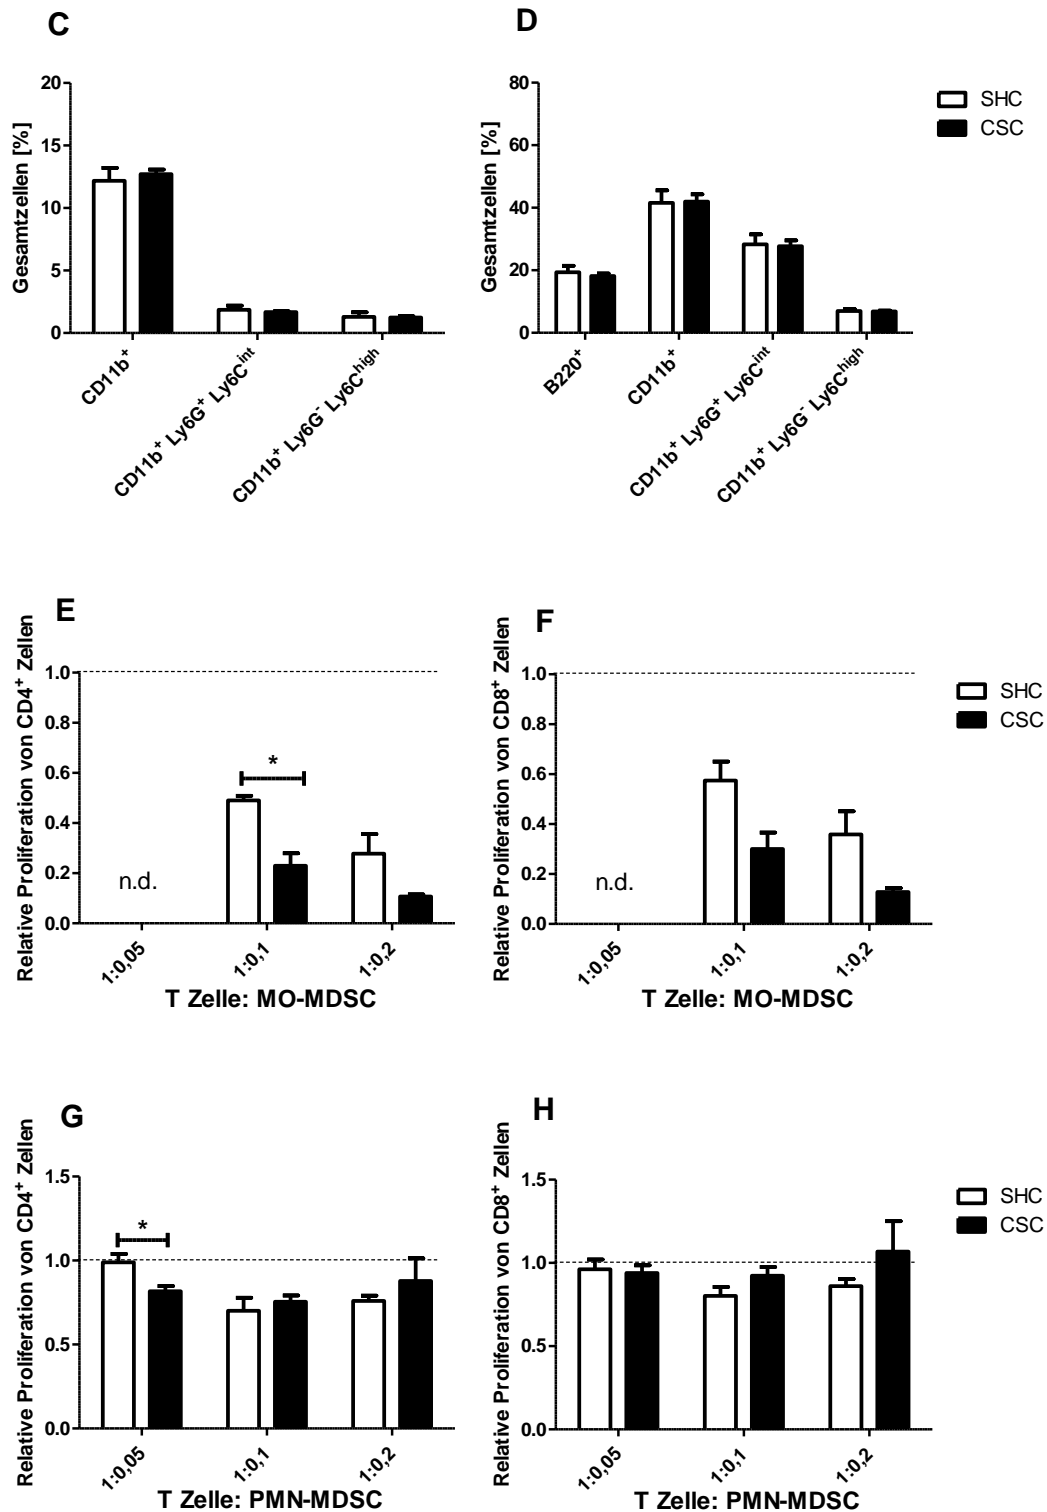 C
D
20
15
10
5
0
Gesamtzellen [%]
CD11b⁺
CD11b⁺ Ly6G⁺ Ly6Cⁱⁿᵗ
CD11b⁺ Ly6G⁻ Ly6Cʰⁱᵍʰ
80
60
40
20
0
Gesamtzellen [%]
B220⁺
CD11b⁺
CD11b⁺ Ly6G⁺ Ly6Cⁱⁿᵗ
CD11b⁺ Ly6G⁻ Ly6Cʰⁱᵍʰ
SHC
CSC
E
Relative Proliferation von CD4⁺ Zellen
1.0
0.8
0.6
0.4
0.2
0.0
n.d.
*
1:0,05
1:0,1
1:0,2
T Zelle: MO-MDSC
F
Relative Proliferation von CD8⁺ Zellen
1.0
0.8
0.6
0.4
0.2
0.0
n.d.
1:0,05
1:0,1
1:0,2
T Zelle: MO-MDSC
SHC
CSC
G
Relative Proliferation von CD4⁺ Zellen
1.5
1.0
0.5
0.0
*
1:0,05
1:0,1
1:0,2
T Zelle: PMN-MDSC
H
Relative Proliferation von CD8⁺ Zellen
1.5
1.0
0.5
0.0
1:0,05
1:0,1
1:0,2
T Zelle: PMN-MDSC
SHC
CSC